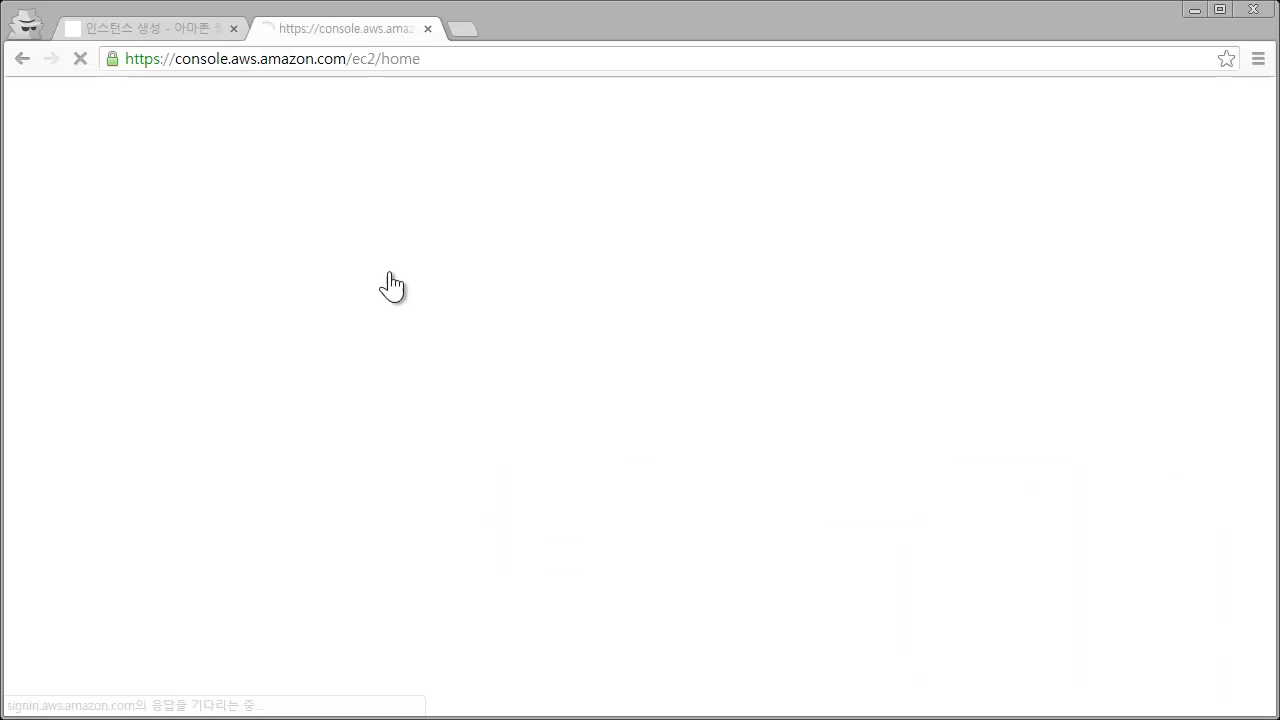 인스턴스 생성 - 아마존
https://console.aws.amaz
https://console.aws.amazon.com/ec2/home
signin.aws.amazon.com의 응답을 기다리는 중...